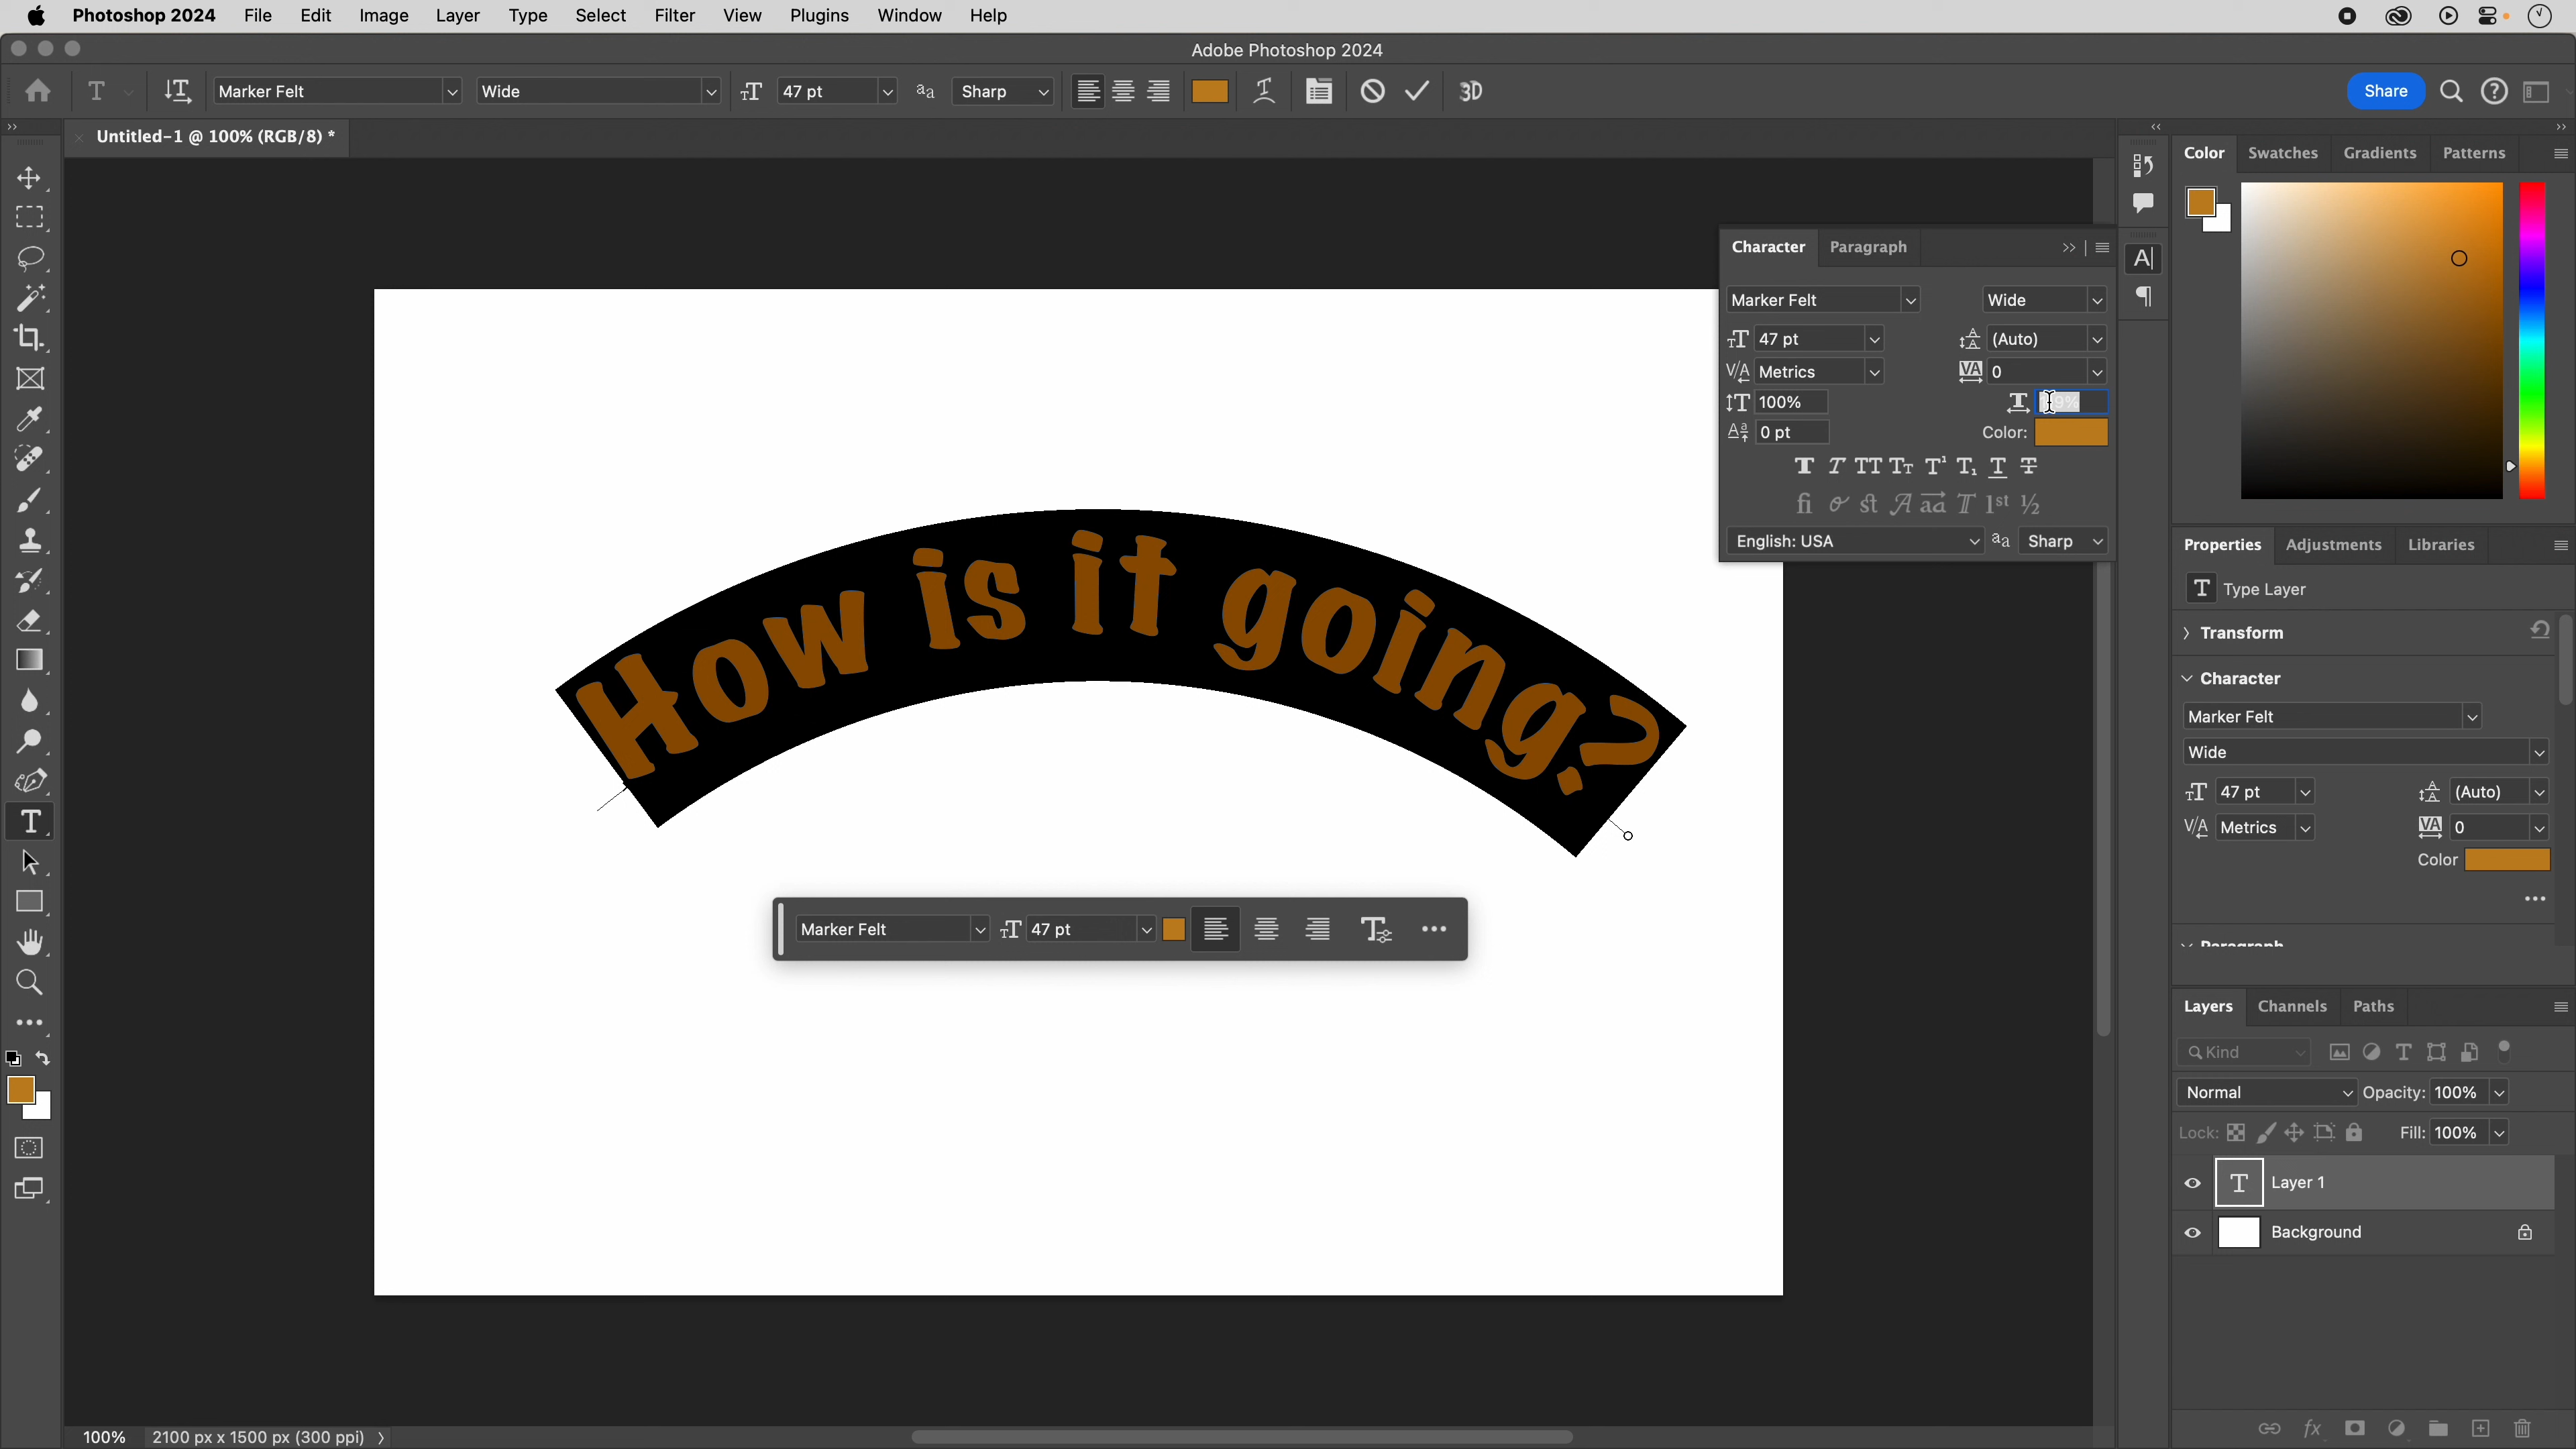 Photoshop 2024 File Edit Image Layer Type Select Filter View Plugins Window Help
Adobe Photoshop 2024
Marker Felt Wide 47 pt Sharp 3D Share
Untitled-1 @ 100% (RGB/8) *
Color Swatches Gradients Patterns
Character Paragraph
Marker Felt Wide
47 pt (Auto)
Metrics 0
100%
0 pt Color:
English: USA Sharp
How is it going?
Marker Felt 47 pt
Properties Adjustments Libraries
Type Layer
Transform
Character
Marker Felt
Wide
47 pt (Auto)
Metrics 0
Color
Paragraph
Layers Channels Paths
Kind
Normal Opacity: 100%
Lock: Fill: 100%
Layer 1
Background
100% 2100 px x 1500 px (300 ppi)